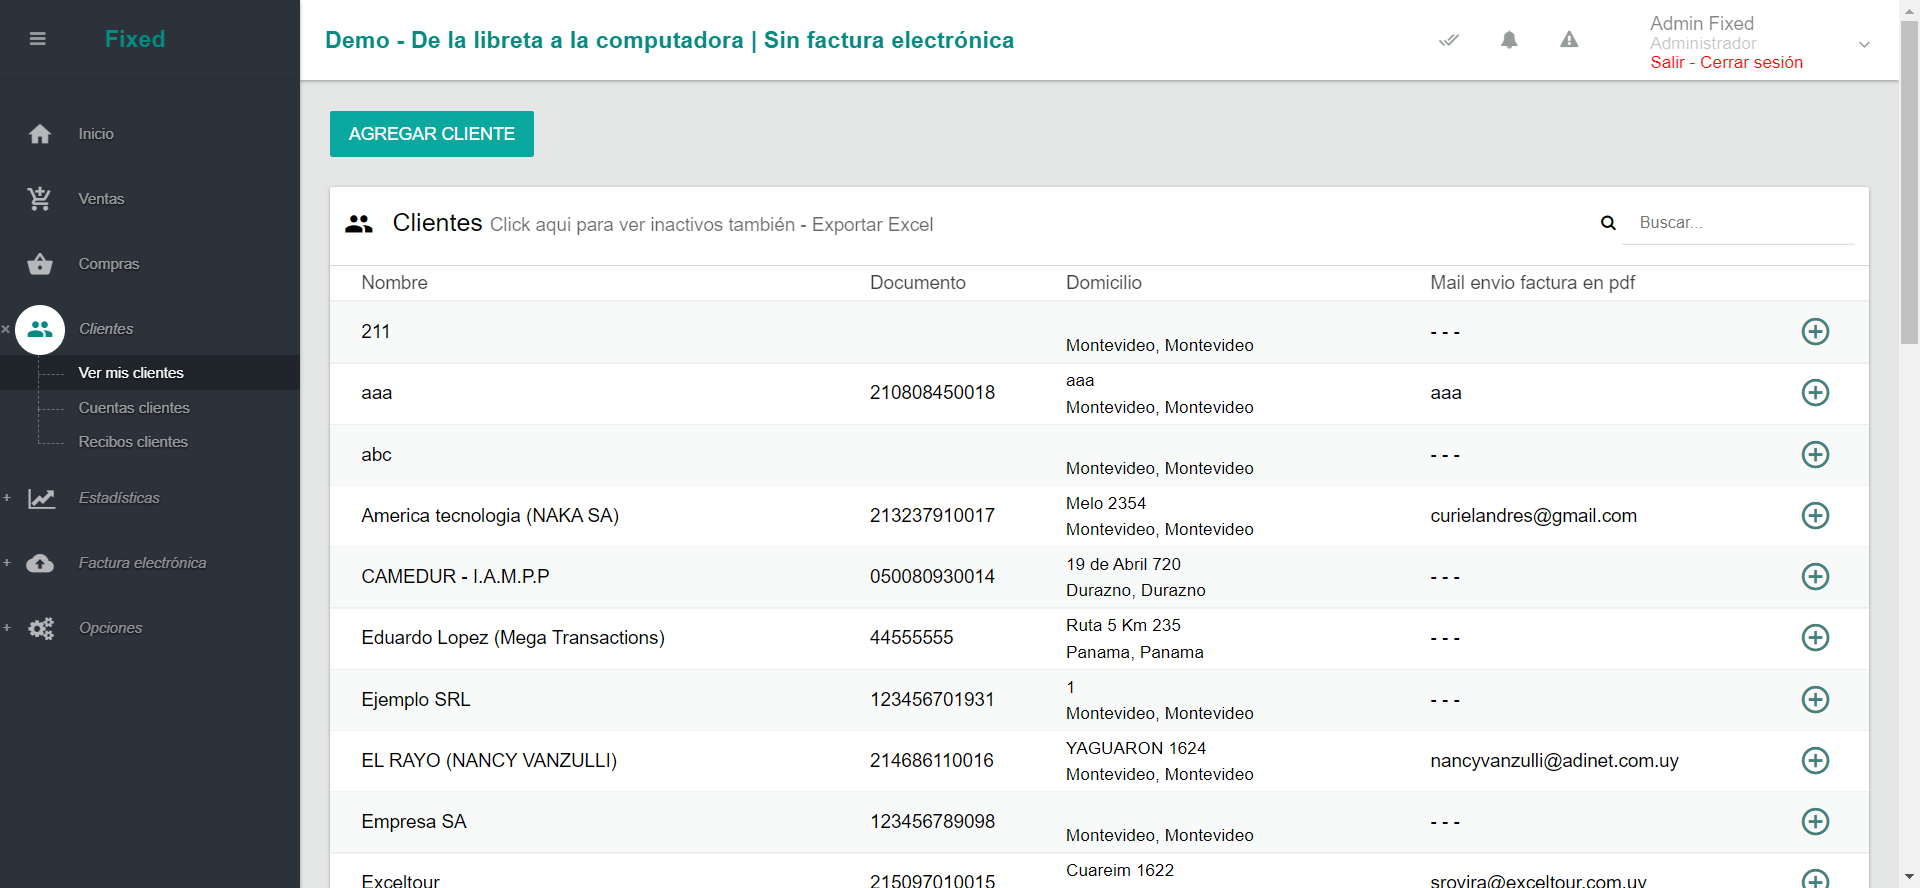 Fixed
Demo - De la libreta a la computadora | Sin factura electrónica
Admin Fixed
Administrador
Salir - Cerrar sesión
Inicio
Ventas
Compras
Clientes
Ver mis clientes
Cuentas clientes
Recibos clientes
Estadísticas
Factura electrónica
Opciones
AGREGAR CLIENTE
Clientes Click aqui para ver inactivos también - Exportar Excel
Buscar...
Nombre Documento Domicilio Mail envio factura en pdf
211 - - -
Montevideo, Montevideo
aaa
aaa 210808450018 aaa
Montevideo, Montevideo
abc - - -
Montevideo, Montevideo
Melo 2354
America tecnologia (NAKA SA) 213237910017 curielandres@gmail.com
Montevideo, Montevideo
19 de Abril 720
CAMEDUR - I.A.M.P.P 050080930014 - - -
Durazno, Durazno
Ruta 5 Km 235
Eduardo Lopez (Mega Transactions) 44555555 - - -
Panama, Panama
1
Ejemplo SRL 123456701931 - - -
Montevideo, Montevideo
YAGUARON 1624
EL RAYO (NANCY VANZULLI) 214686110016 nancyvanzulli@adinet.com.uy
Montevideo, Montevideo
Empresa SA 123456789098 - - -
Montevideo, Montevideo
Cuareim 1622
Exceltour 215097010015 srovira@exceltour.com.uy